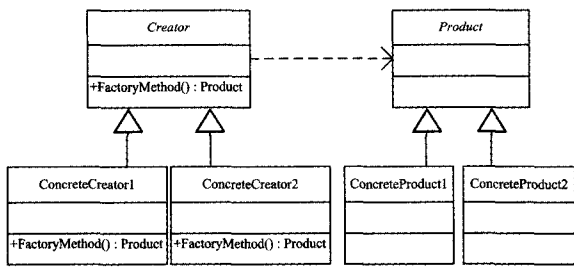 Creator
Product
+FactoryMethod() : Product
ConcreteCreator1
ConcreteCreator2
ConcreteProduct1
ConcreteProduct2
+FactoryMethod() : Product
+FactoryMethod() : Product